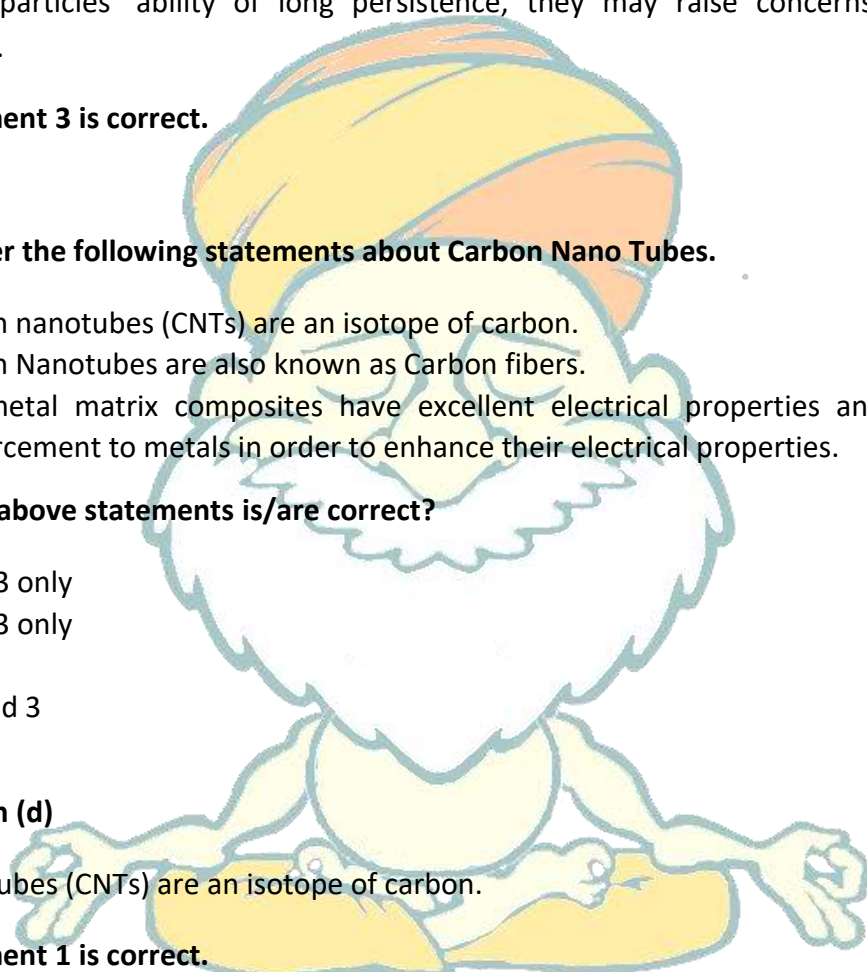 particles' ability of long persistence, they may raise concerns
.
nent 3 is correct.
er the following statements about Carbon Nano Tubes.
n nanotubes (CNTs) are an isotope of carbon.
n Nanotubes are also known as Carbon fibers.
netal matrix composites have excellent electrical properties an
rcement to metals in order to enhance their electrical properties.
above statements is/are correct?
3 only
3 only
d 3
n (d)
ubes (CNTs) are an isotope of carbon.
nent 1 is correct.